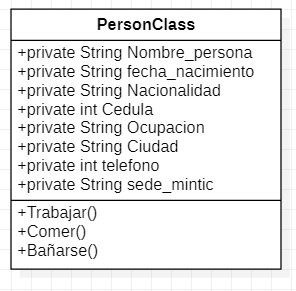 PersonClass
+private String Nombre_persona
+private String fecha_nacimiento
+private String Nacionalidad
+private int Cedula
+private String Ocupacion
+private String Ciudad
+private int telefono
+private String sede_mintic
+Trabajar()
+Comer()
+Bañarse()